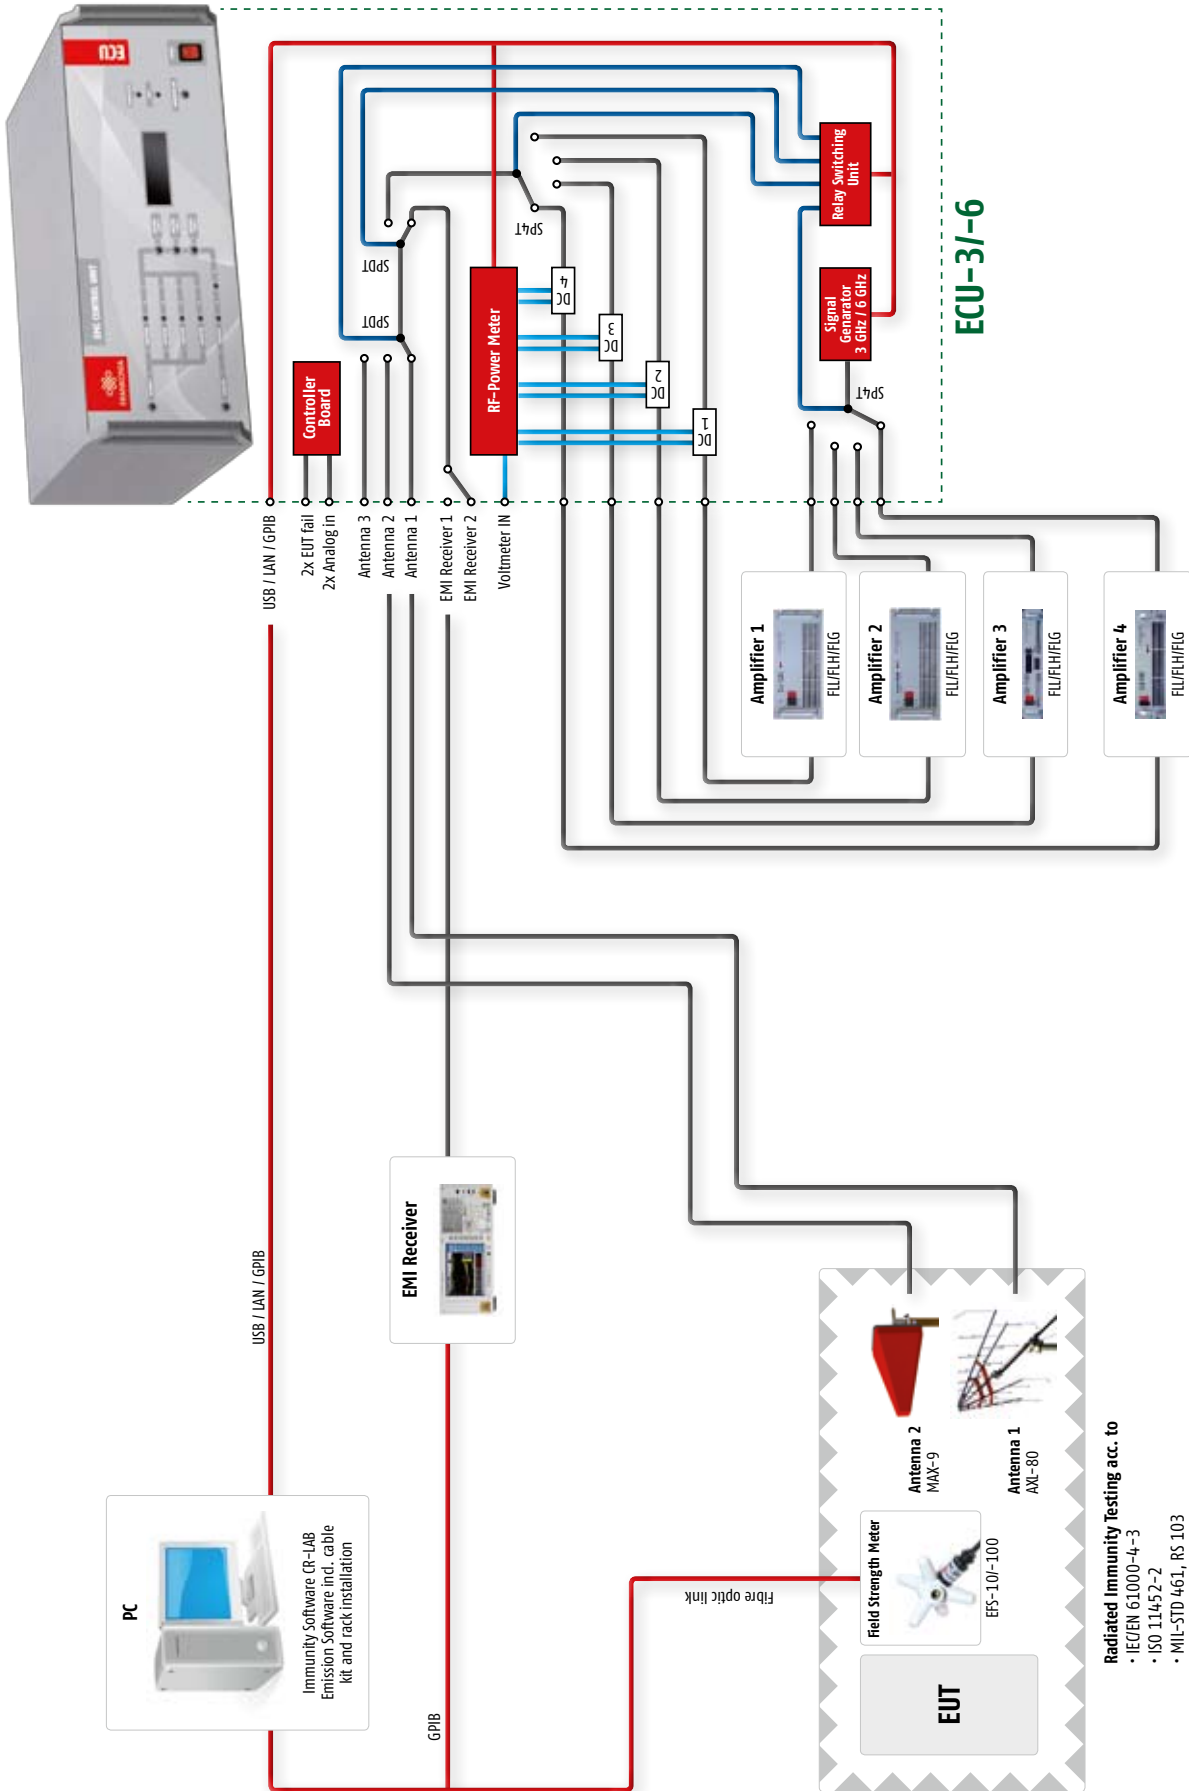 ECU
EMC CONTROL UNIT
FRANKONIA
ECU-3/-6
USB / LAN / GPIB
2x EUT fail
2x Analog in
Antenna 3
Antenna 2
Antenna 1
EMI Receiver 1
EMI Receiver 2
Voltmeter IN
Controller
Board
SPDT
SPDT
SP4T
RF-Power Meter
DC
4
DC
3
DC
2
DC
1
Relay Switching
Unit
Signal
Genarator
3 GHz / 6 GHz
SP4T
Amplifier 1
FLL/FLH/FLG
Amplifier 2
FLL/FLH/FLG
Amplifier 3
FLL/FLH/FLG
Amplifier 4
FLL/FLH/FLG
USB / LAN / GPIB
EMI Receiver
PC
Immunity Software CR-LAB
Emission Software incl. cable
kit and rack installation
GPIB
Fibre optic link
Field Strength Meter
EFS-10/-100
EUT
Antenna 2
MAX-9
Antenna 1
AXL-80
Radiated Immunity Testing acc. to
• IEC/EN 61000-4-3
• ISO 11452-2
• MIL-STD 461, RS 103